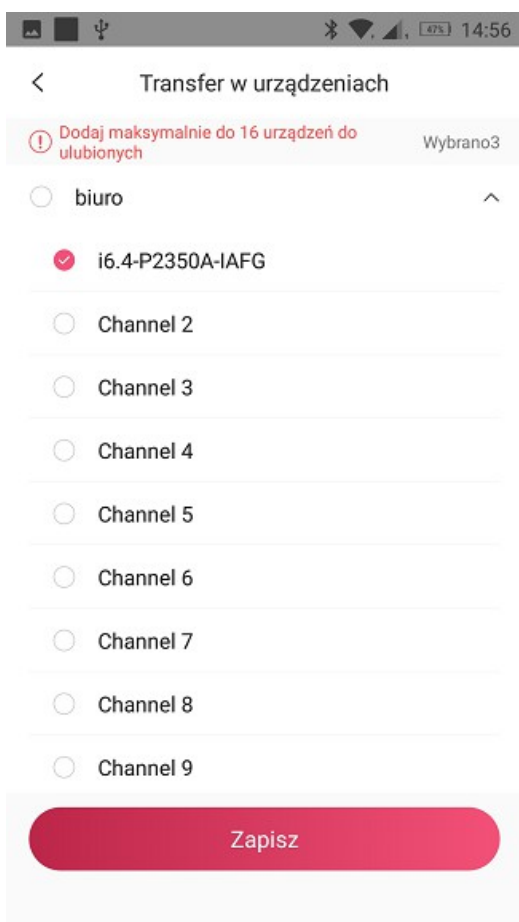 47% 14:56
Transfer w urządzeniach
Dodaj maksymalnie do 16 urządzeń do
ulubionych
Wybrano3
biuro
i6.4-P2350A-IAFG
Channel 2
Channel 3
Channel 4
Channel 5
Channel 6
Channel 7
Channel 8
Channel 9
Zapisz